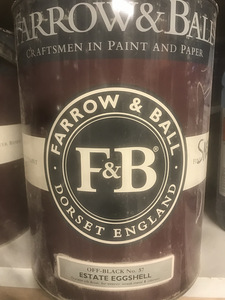 FARROW & BALL
CRAFTSMEN IN PAINT AND PAPER
FARROW & BALL
F&B
DORSET ENGLAND
OFF-BLACK No. 57
ESTATE EGGSHELL